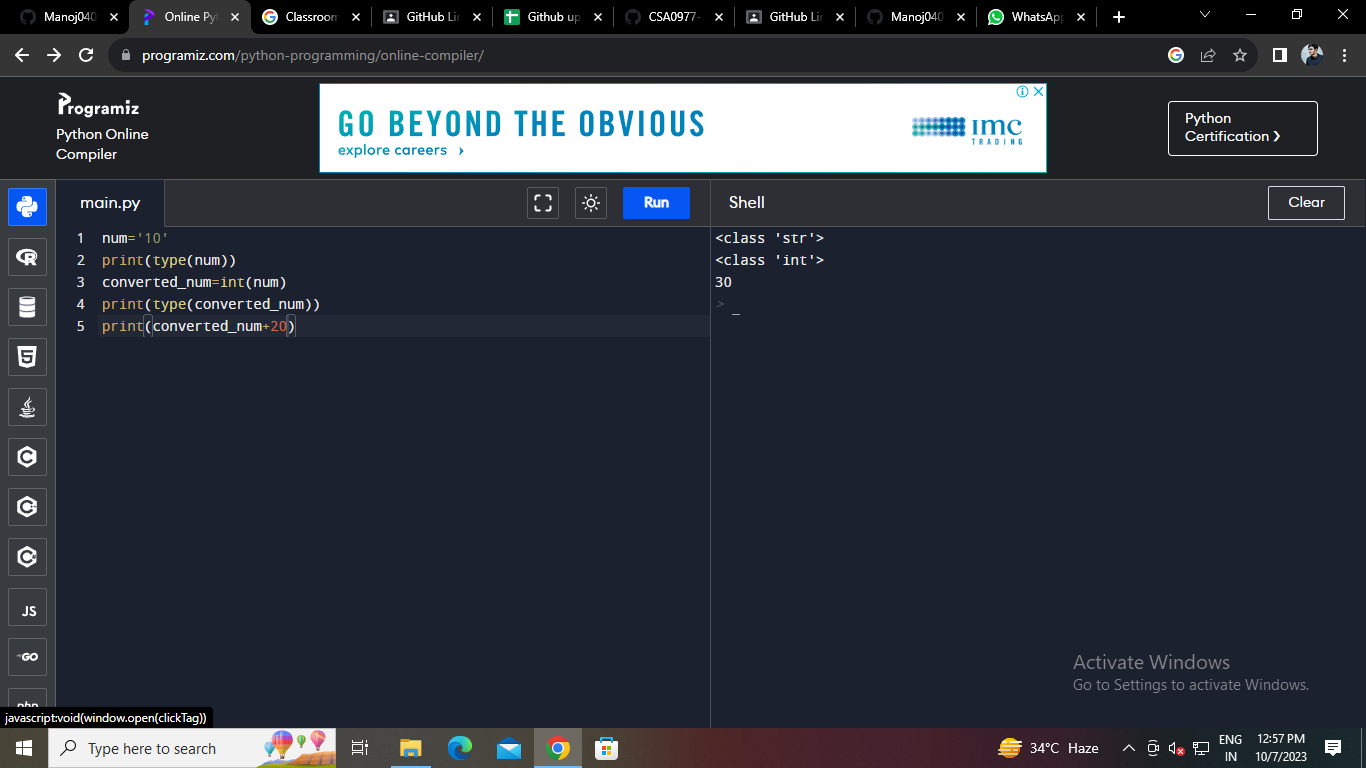 Manoj040
Online Py
Classroom
GitHub Lin
Github up
CSA0977-
GitHub Lin
Manoj040
WhatsApp
programiz.com/python-programming/online-compiler/
Programiz
Python Online
Compiler
GO BEYOND THE OBVIOUS
explore careers ›
imc
TRADING
Python
Certification ❯
main.py
Run
Shell
Clear
1 num='10'
2 print(type(num))
3 converted_num=int(num)
4 print(type(converted_num))
5 print(converted_num+20)
<class 'str'>
<class 'int'>
30
> _
JS
GO
php
Activate Windows
Go to Settings to activate Windows.
javascript:void(window.open(clickTag))
Type here to search
34°C Haze
ENG
IN
12:57 PM
10/7/2023